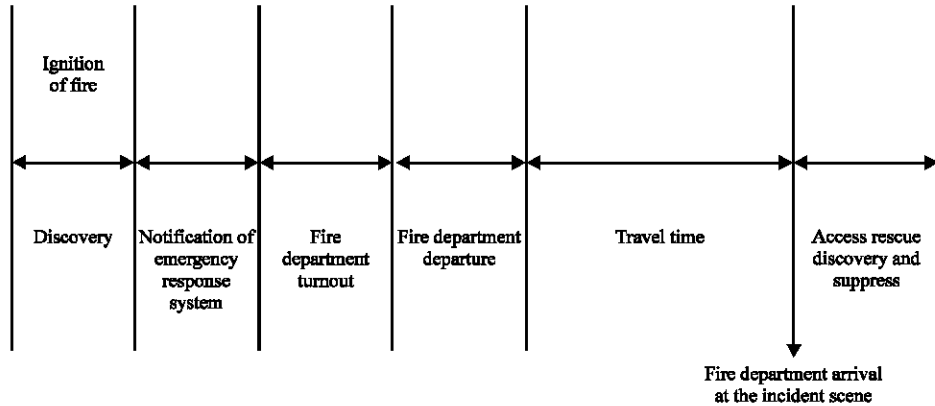 Ignition
of fire
Discovery
Notification of
emergency
response
system
Fire
department
turnout
Fire department
departure
Travel time
Access rescue
discovery and
suppress
Fire department arrival
at the incident scene